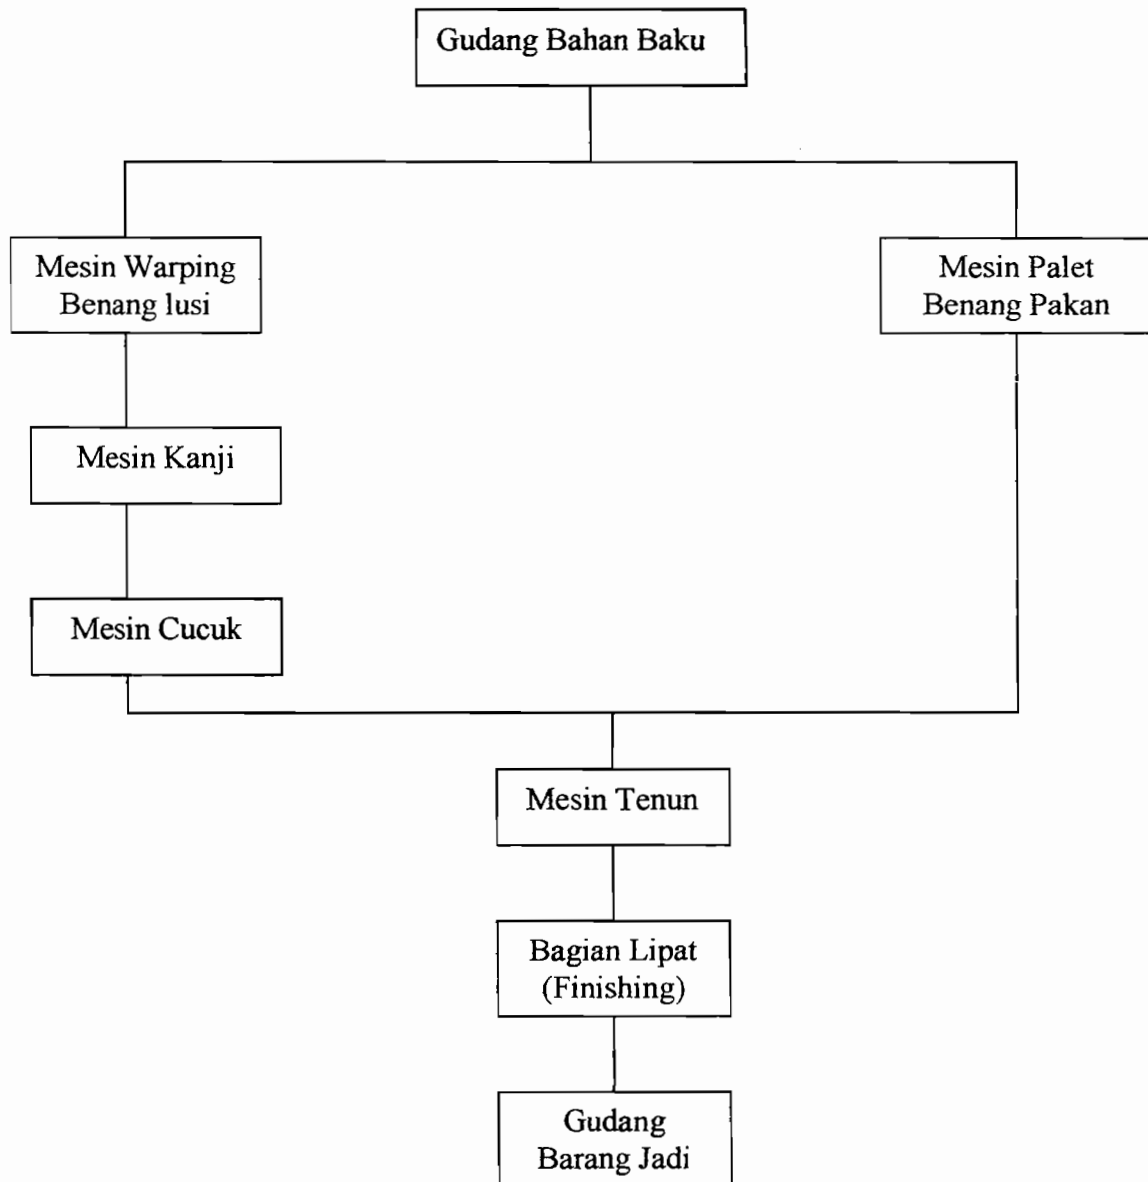 Gudang Bahan Baku
Mesin Warping
Benang lusi
Mesin Palet
Benang Pakan
Mesin Kanji
Mesin Cucuk
Mesin Tenun
Bagian Lipat
(Finishing)
Gudang
Barang Jadi